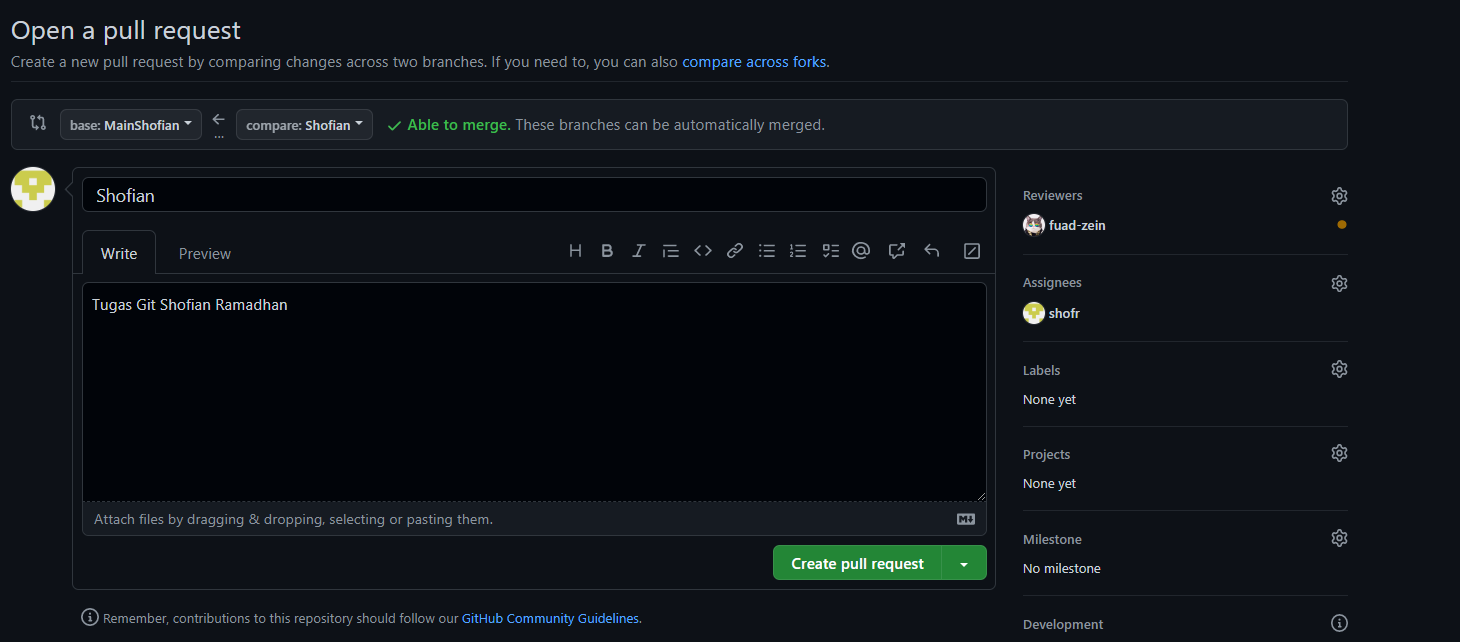 Open a pull request
Create a new pull request by comparing changes across two branches. If you need to, you can also compare across forks.
base: MainShofian
...
compare: Shofian
Able to merge. These branches can be automatically merged.
Shofian
Write
Preview
Tugas Git Shofian Ramadhan
Attach files by dragging & dropping, selecting or pasting them.
Create pull request
Remember, contributions to this repository should follow our GitHub Community Guidelines.
Reviewers
fuad-zein
Assignees
shofr
Labels
None yet
Projects
None yet
Milestone
No milestone
Development